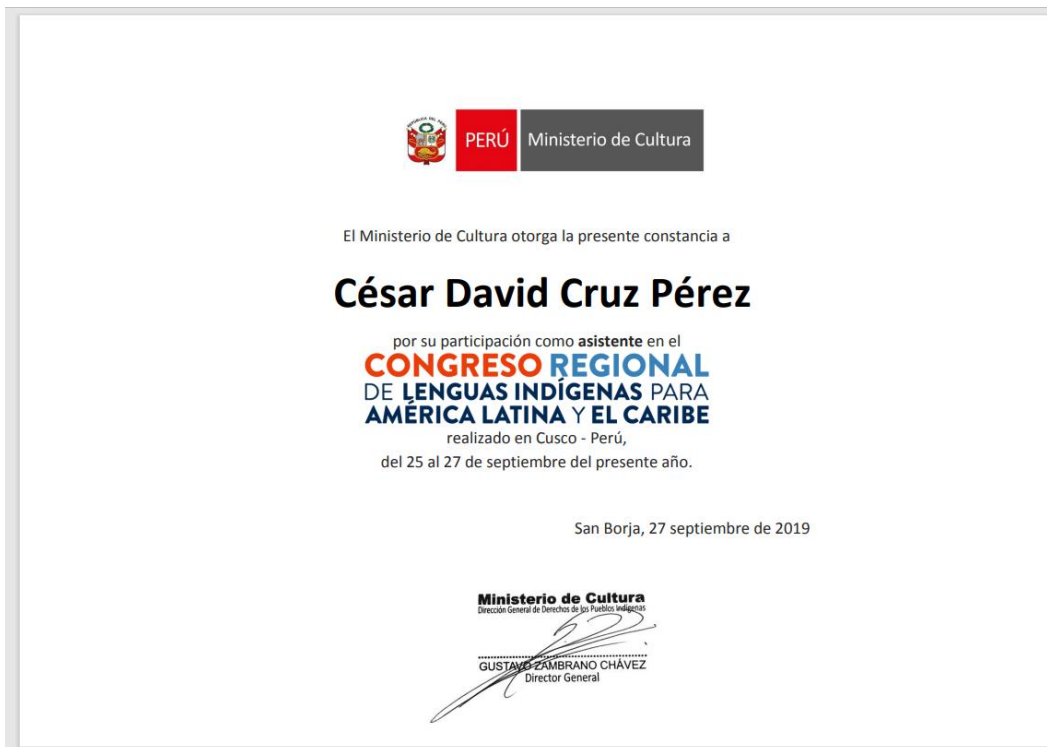 REPÚBLICA DEL PERÚ
PERÚ Ministerio de Cultura
El Ministerio de Cultura otorga la presente constancia a
César David Cruz Pérez
por su participación como asistente en el
CONGRESO REGIONAL
DE LENGUAS INDÍGENAS PARA
AMÉRICA LATINA Y EL CARIBE
realizado en Cusco - Perú,
del 25 al 27 de septiembre del presente año.
San Borja, 27 septiembre de 2019
Ministerio de Cultura
Dirección General de Derechos de los Pueblos Indígenas
GUSTAVO ZAMBRANO CHÁVEZ
Director General